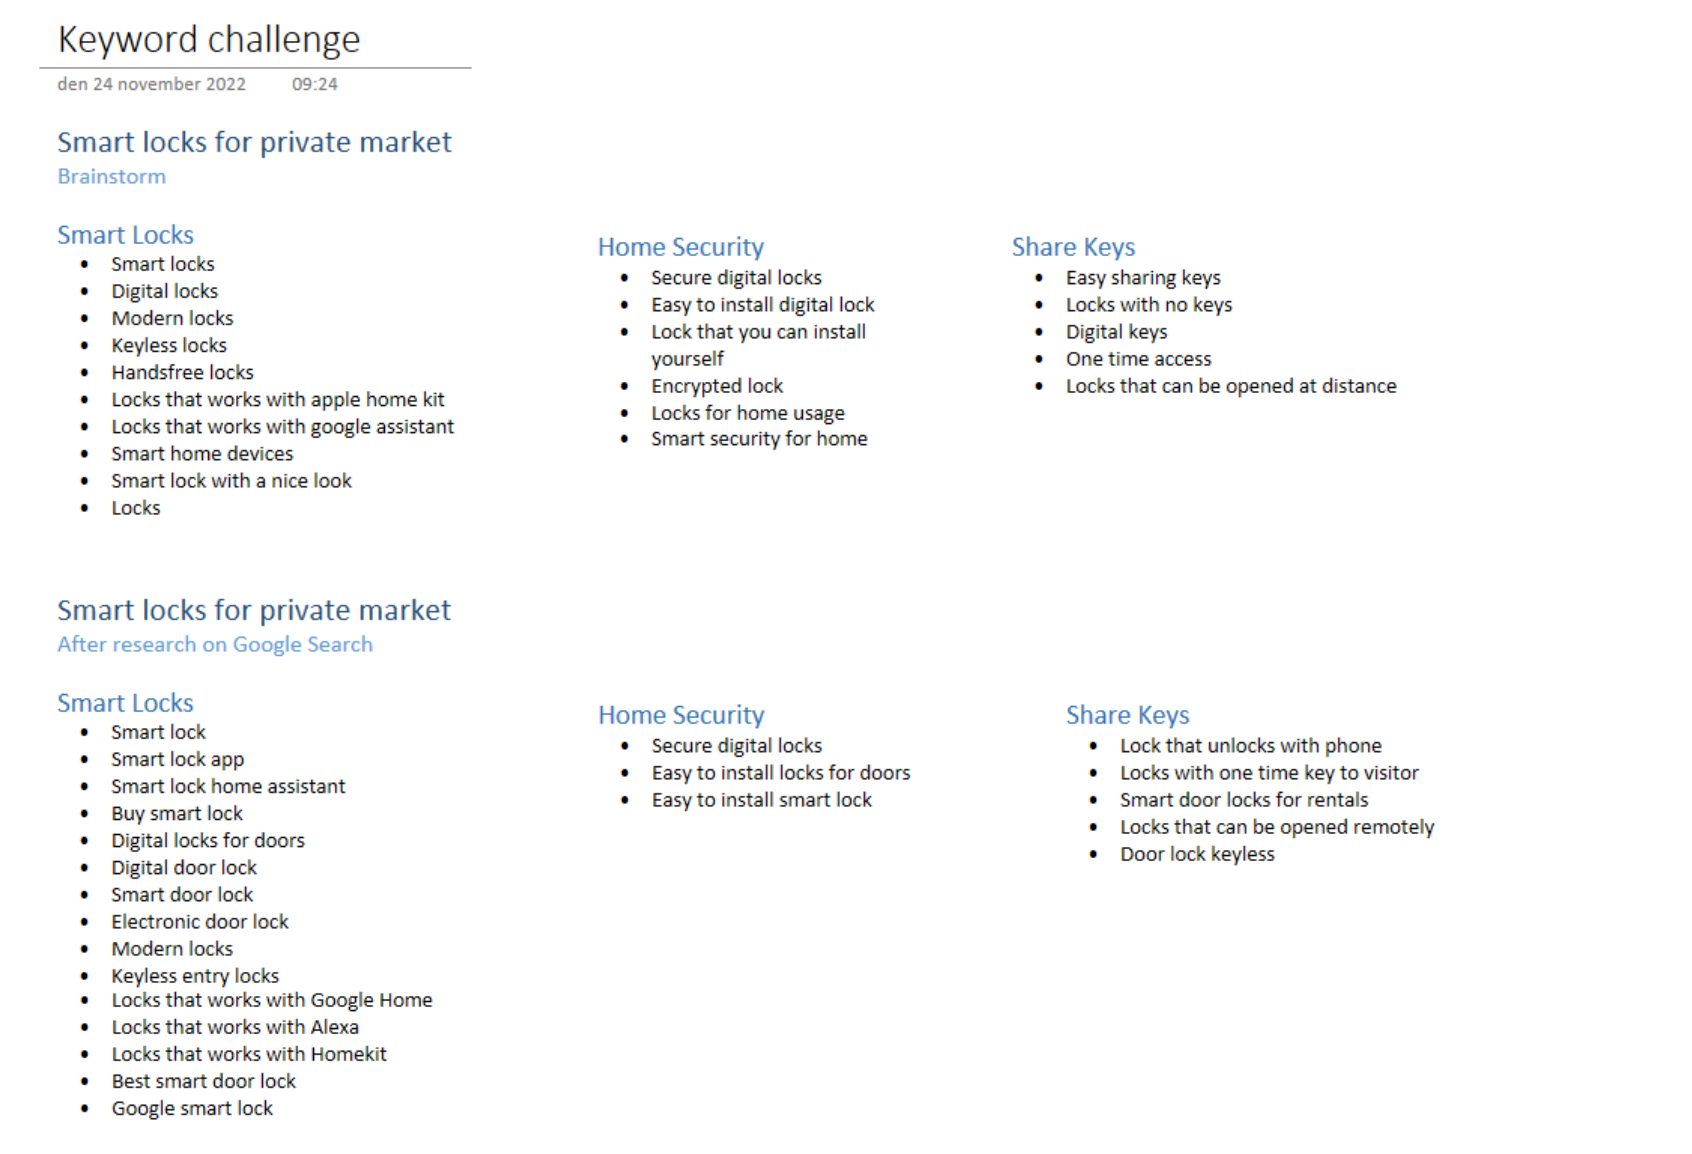 Keyword challenge
den 24 november 2022 09:24
Smart locks for private market
Brainstorm
Smart Locks
• Smart locks
• Digital locks
• Modern locks
• Keyless locks
• Handsfree locks
• Locks that works with apple home kit
• Locks that works with google assistant
• Smart home devices
• Smart lock with a nice look
• Locks
Home Security
• Secure digital locks
• Easy to install digital lock
• Lock that you can install
yourself
• Encrypted lock
• Locks for home usage
• Smart security for home
Share Keys
• Easy sharing keys
• Locks with no keys
• Digital keys
• One time access
• Locks that can be opened at distance
Smart locks for private market
After research on Google Search
Smart Locks
• Smart lock
• Smart lock app
• Smart lock home assistant
• Buy smart lock
• Digital locks for doors
• Digital door lock
• Smart door lock
• Electronic door lock
• Modern locks
• Keyless entry locks
• Locks that works with Google Home
• Locks that works with Alexa
• Locks that works with Homekit
• Best smart door lock
• Google smart lock
Home Security
• Secure digital locks
• Easy to install locks for doors
• Easy to install smart lock
Share Keys
• Lock that unlocks with phone
• Locks with one time key to visitor
• Smart door locks for rentals
• Locks that can be opened remotely
• Door lock keyless